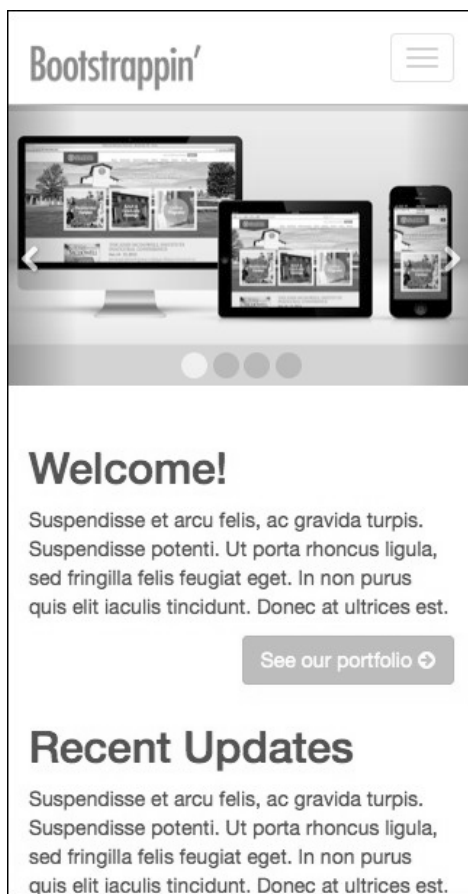 Bootstrappin’
Welcome!
Suspendisse et arcu felis, ac gravida turpis.
Suspendisse potenti. Ut porta rhoncus ligula,
sed fringilla felis feugiat eget. In non purus
quis elit iaculis tincidunt. Donec at ultrices est.
See our portfolio
Recent Updates
Suspendisse et arcu felis, ac gravida turpis.
Suspendisse potenti. Ut porta rhoncus ligula,
sed fringilla felis feugiat eget. In non purus
quis elit iaculis tincidunt. Donec at ultrices est.